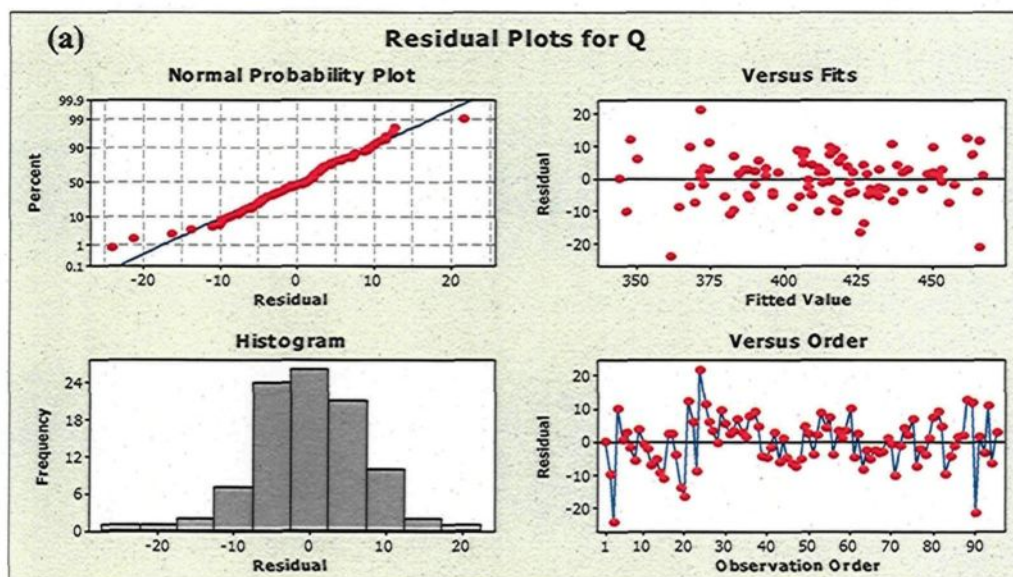 (a)
Residual Plots for Q
Normal Probability Plot
99.9
99
90
50
10
1
0.1
Percent
-20 -10 0 10 20
Residual
Versus Fits
20
10
0
-10
-20
Residual
375 400 425 450
Fitted Value
Histogram
24
18
12
6
0
Frequency
-20 -10 0 10 20
Residual
Versus Order
20
10
0
-10
-20
Residual
1 10 20 30 40 50 60 70 80 90
Observation Order